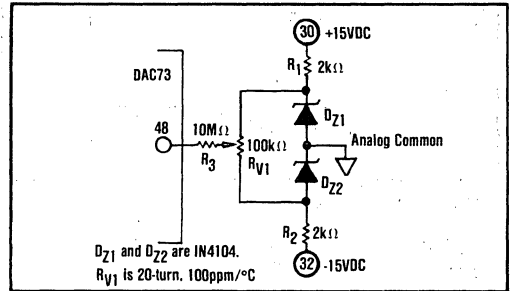 30 +15VDC
R1 2kΩ
DAC73
DZ1
48
10MΩ
100kΩ
Analog Common
R3
RV1
DZ2
R2 2kΩ
DZ1 and DZ2 are IN4104.
32 -15VDC
RV1 is 20-turn, 100ppm/°C